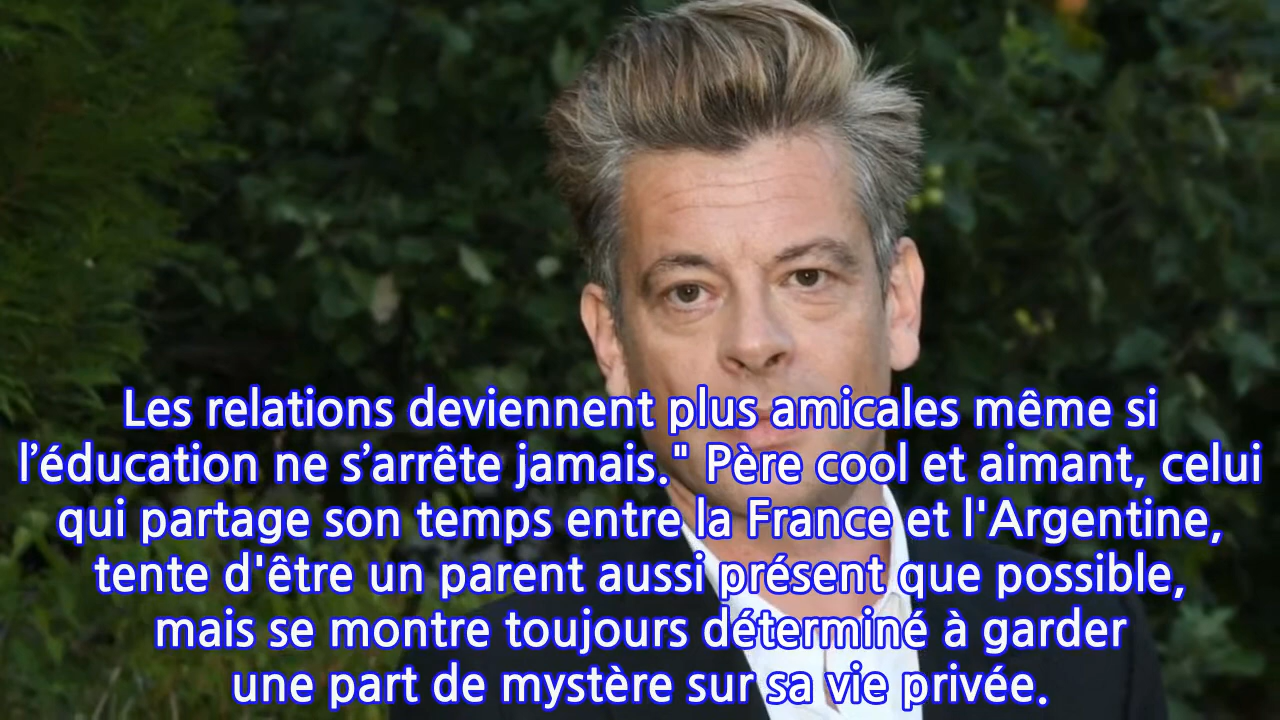 Les relations deviennent plus amicales même si
l’éducation ne s’arrête jamais." Père cool et aimant, celui
qui partage son temps entre la France et l'Argentine,
tente d'être un parent aussi présent que possible,
mais se montre toujours déterminé à garder
une part de mystère sur sa vie privée.